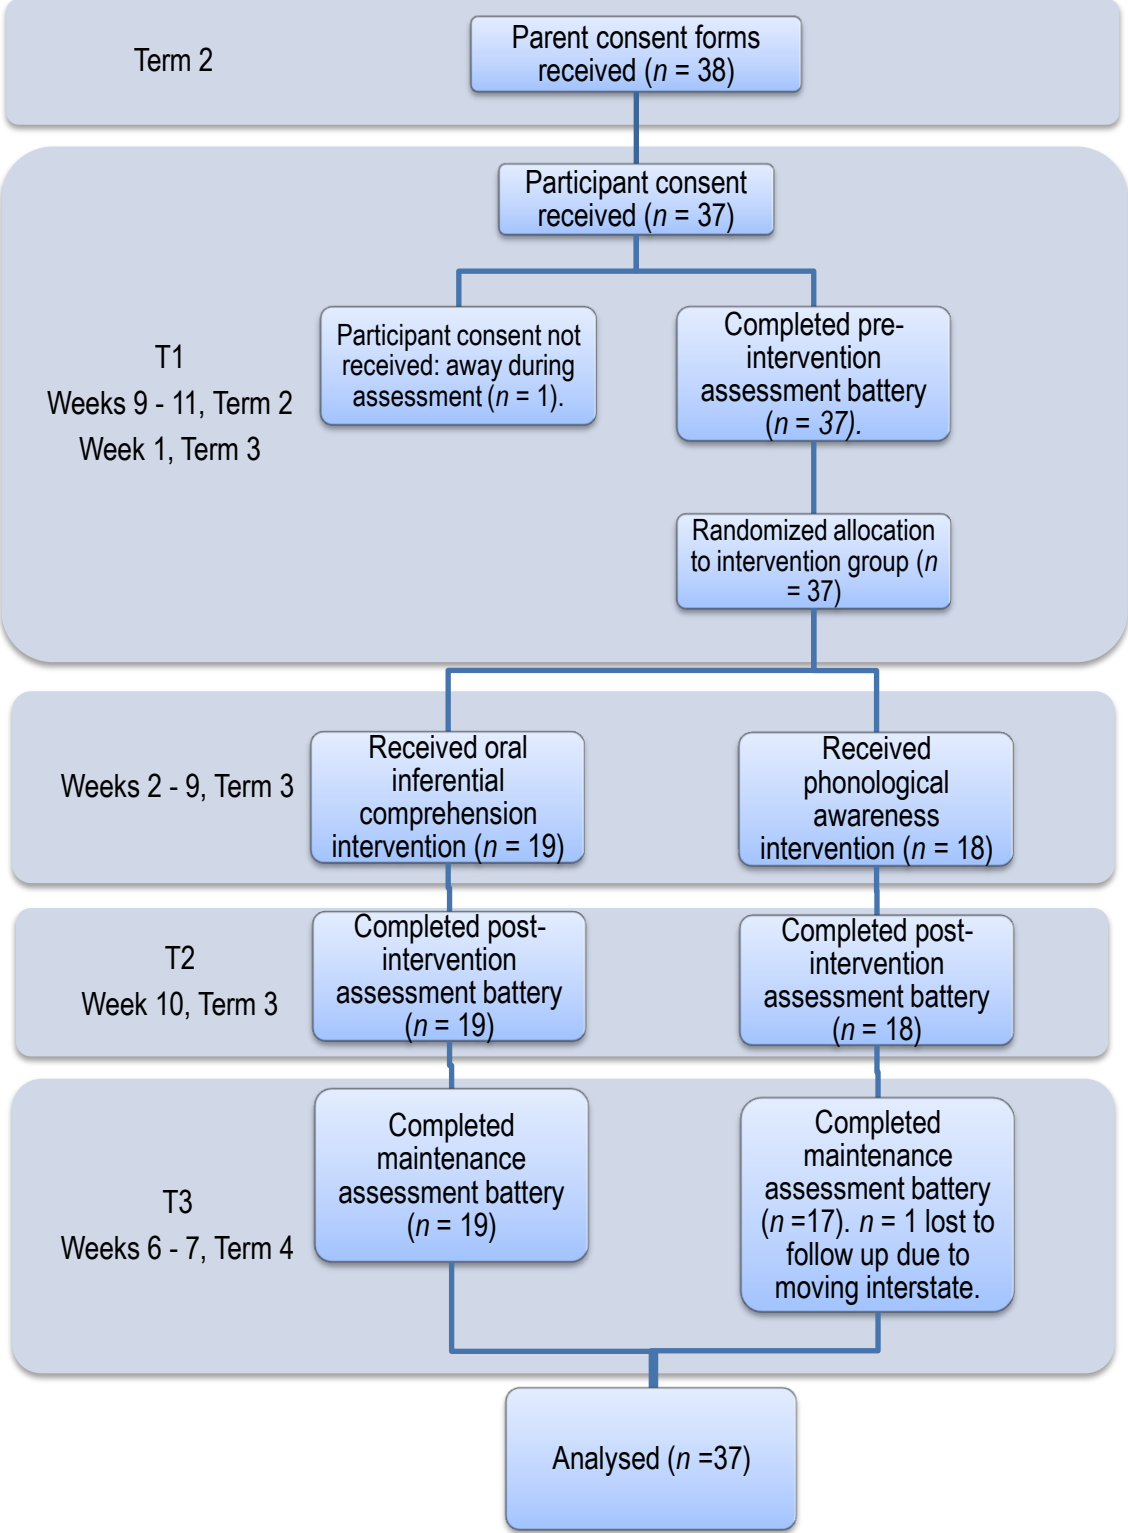 Term 2
Parent consent forms
received (n = 38)
Participant consent
received (n = 37)
T1
Weeks 9 - 11, Term 2
Week 1, Term 3
Participant consent not
received: away during
assessment (n = 1).
Completed pre-
intervention
assessment battery
(n = 37).
Randomized allocation
to intervention group (n
= 37)
Weeks 2 - 9, Term 3
Received oral
inferential
comprehension
intervention (n = 19)
Received
phonological
awareness
intervention (n = 18)
T2
Week 10, Term 3
Completed post-
intervention
assessment battery
(n = 19)
Completed post-
intervention
assessment battery
(n = 18)
T3
Weeks 6 - 7, Term 4
Completed
maintenance
assessment battery
(n = 19)
Completed
maintenance
assessment battery
(n =17). n = 1 lost to
follow up due to
moving interstate.
Analysed (n =37)